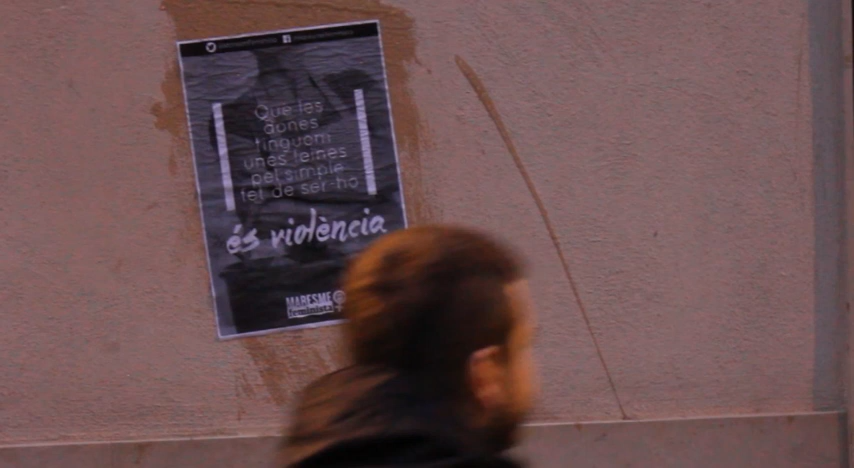 Que les
dones
tinguem
unes feines
pel simple
fet de ser-ho
és violència
MARESME
feminista